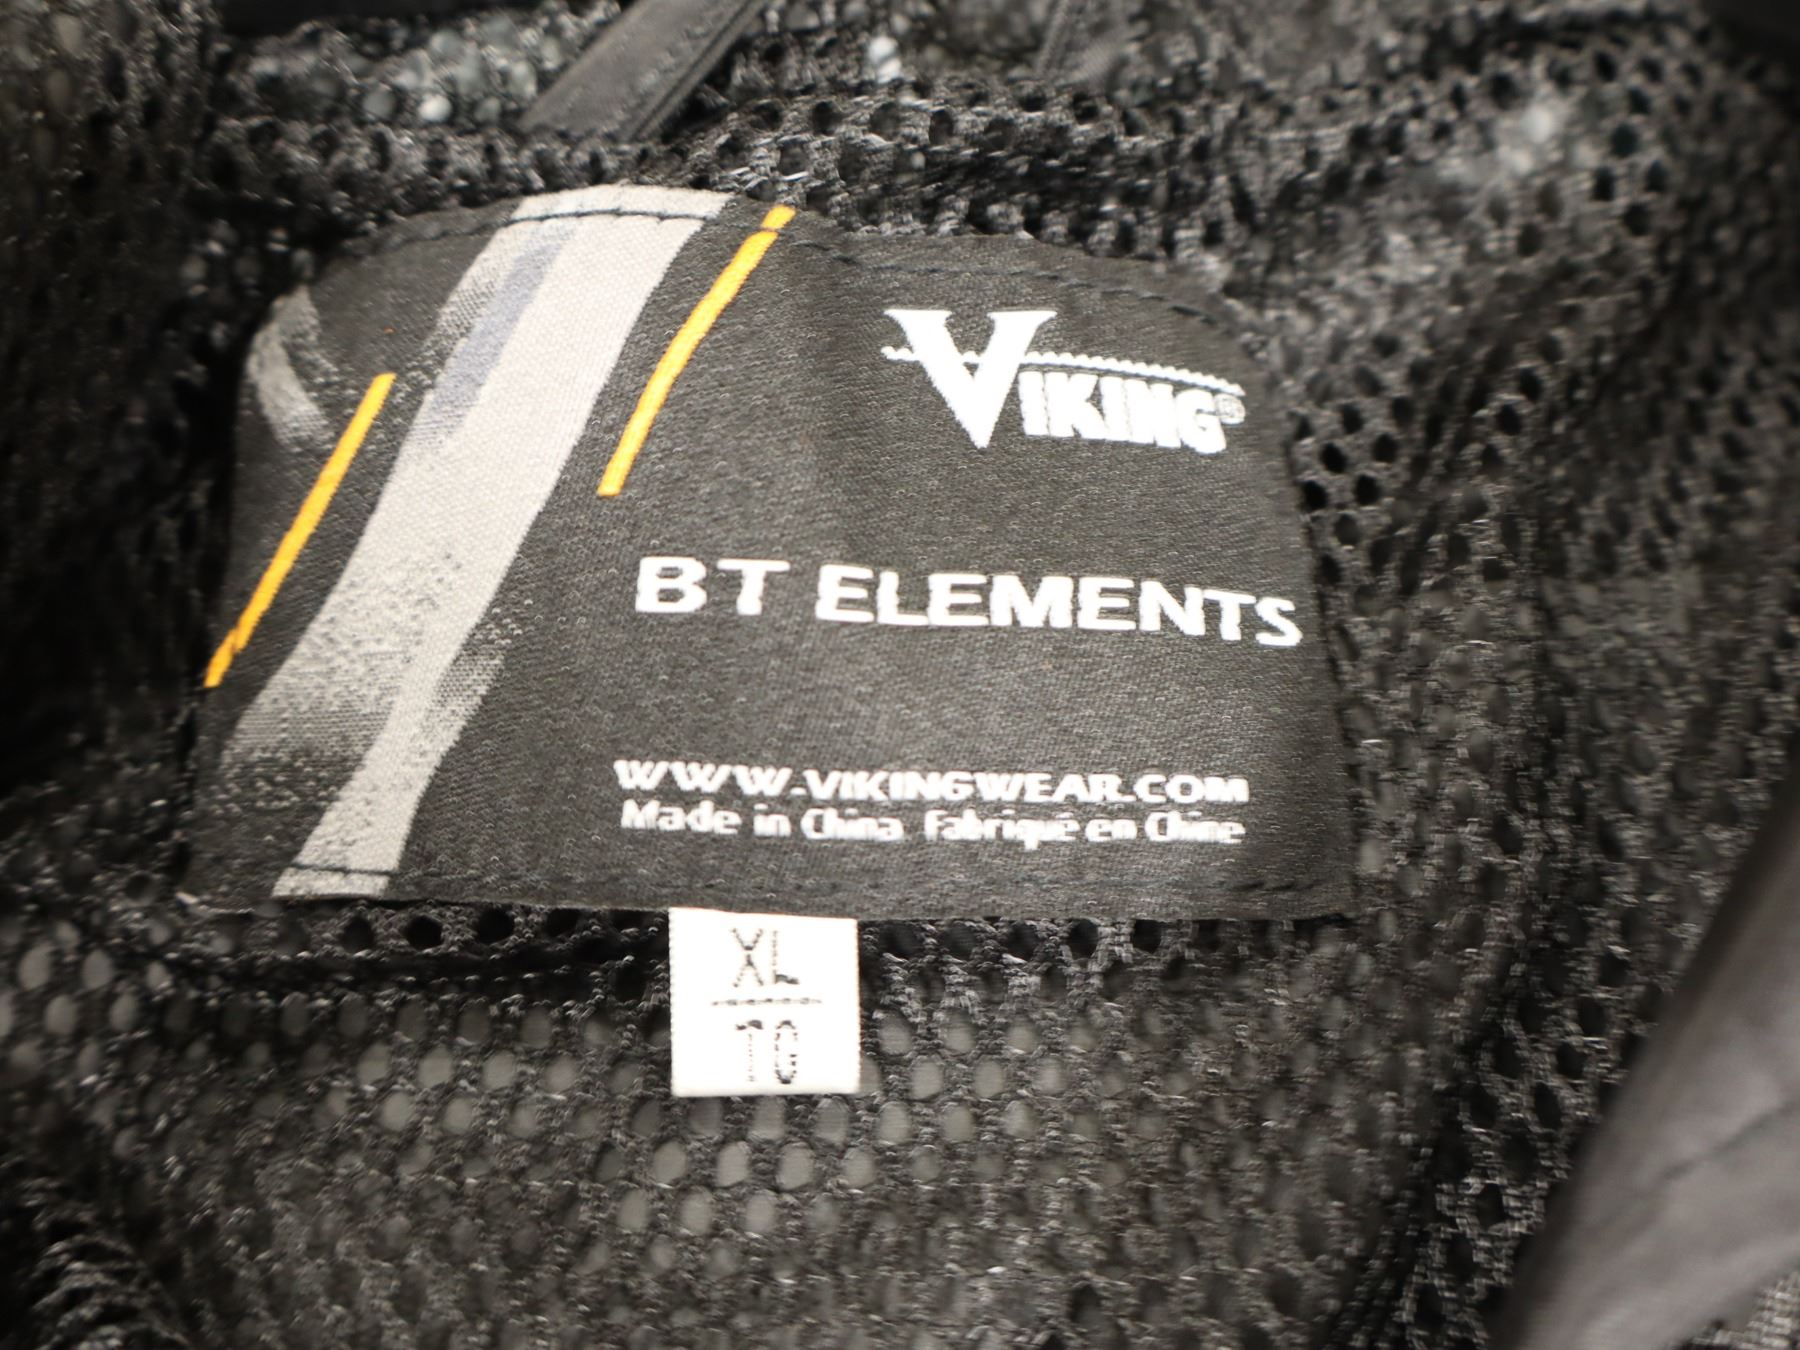 VIKING®
BT ELEMENTS
WWW.VIKINGWEAR.COM
Made in China Fabriqué en Chine
XL
TG